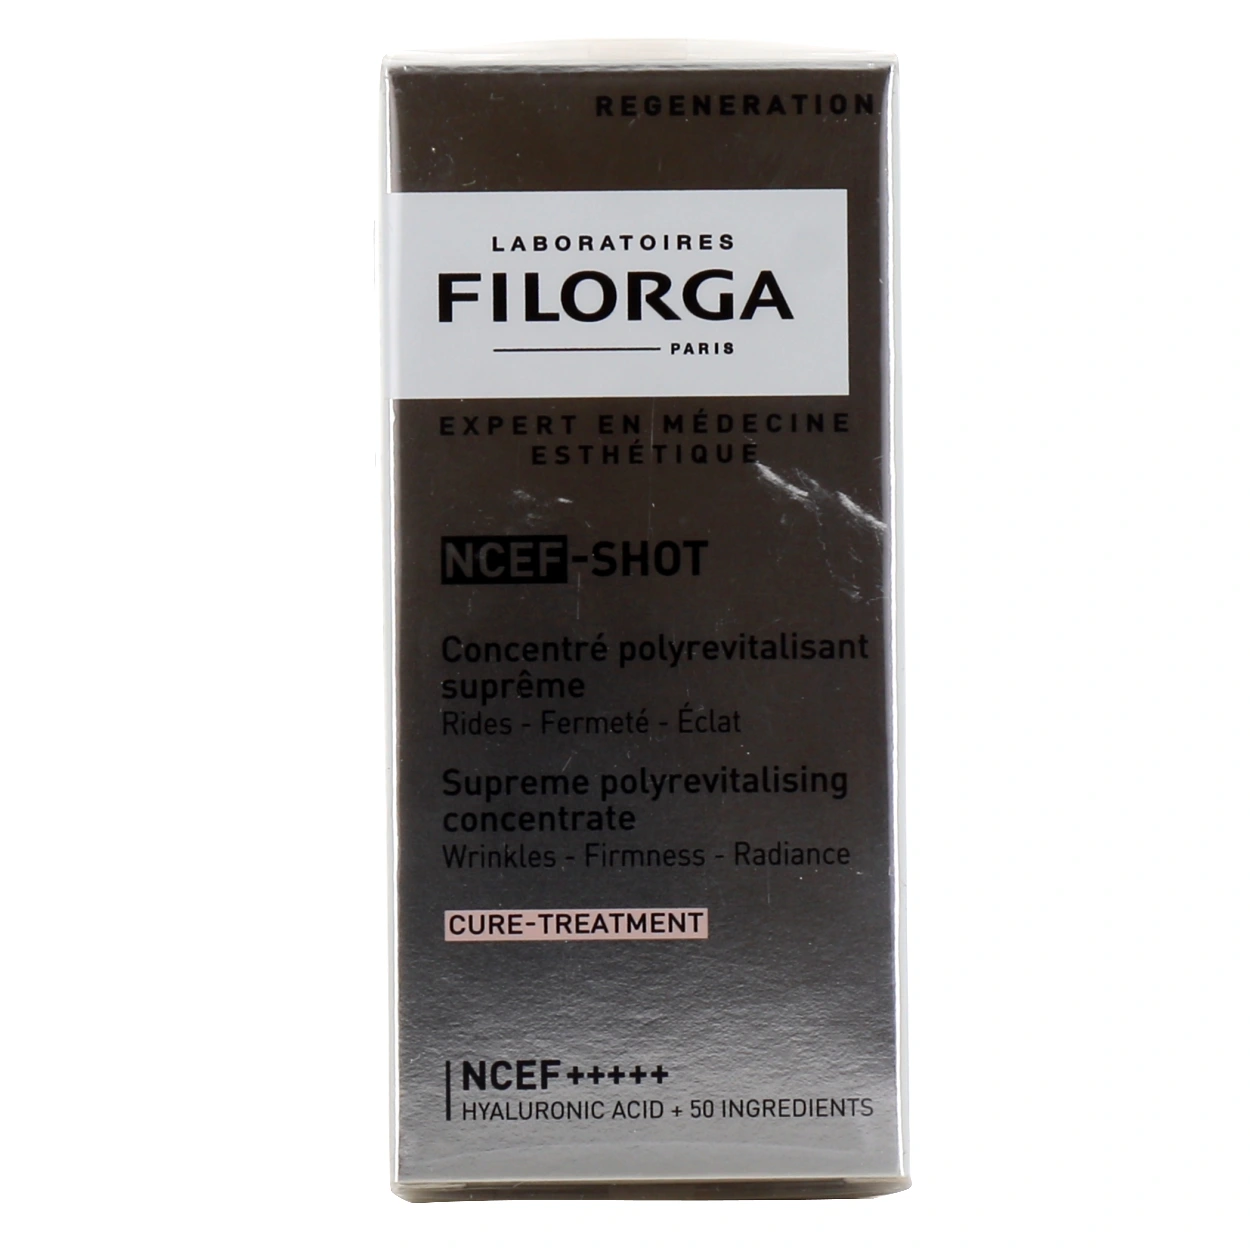 REGENERATION
LABORATOIRES
FILORGA
PARIS
EXPERT EN MÉDECINE
ESTHÉTIQUE
NCEF-SHOT
Concentré polyrevitalisant
suprême
Rides - Fermeté - Éclat
Supreme polyrevitalising
concentrate
Wrinkles - Firmness - Radiance
CURE-TREATMENT
NCEF+++++
HYALURONIC ACID + 50 INGREDIENTS